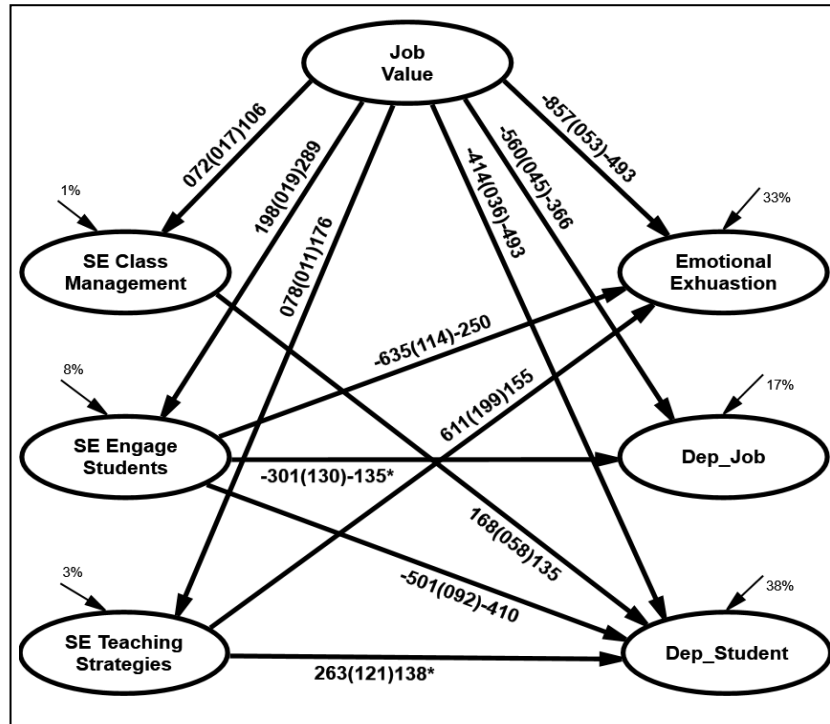 Job
Value
072(017)106
198(019)289
078(011)176
-414(036)-493
-560(045)-366
-857(053)-493
1%
SE Class
Management
33%
Emotional
Exhuastion
-635(114)-250
611(199)155
8%
SE Engage
Students
17%
Dep_Job
-301(130)-135*
168(058)135
-501(092)-410
3%
SE Teaching
Strategies
38%
Dep_Student
263(121)138*